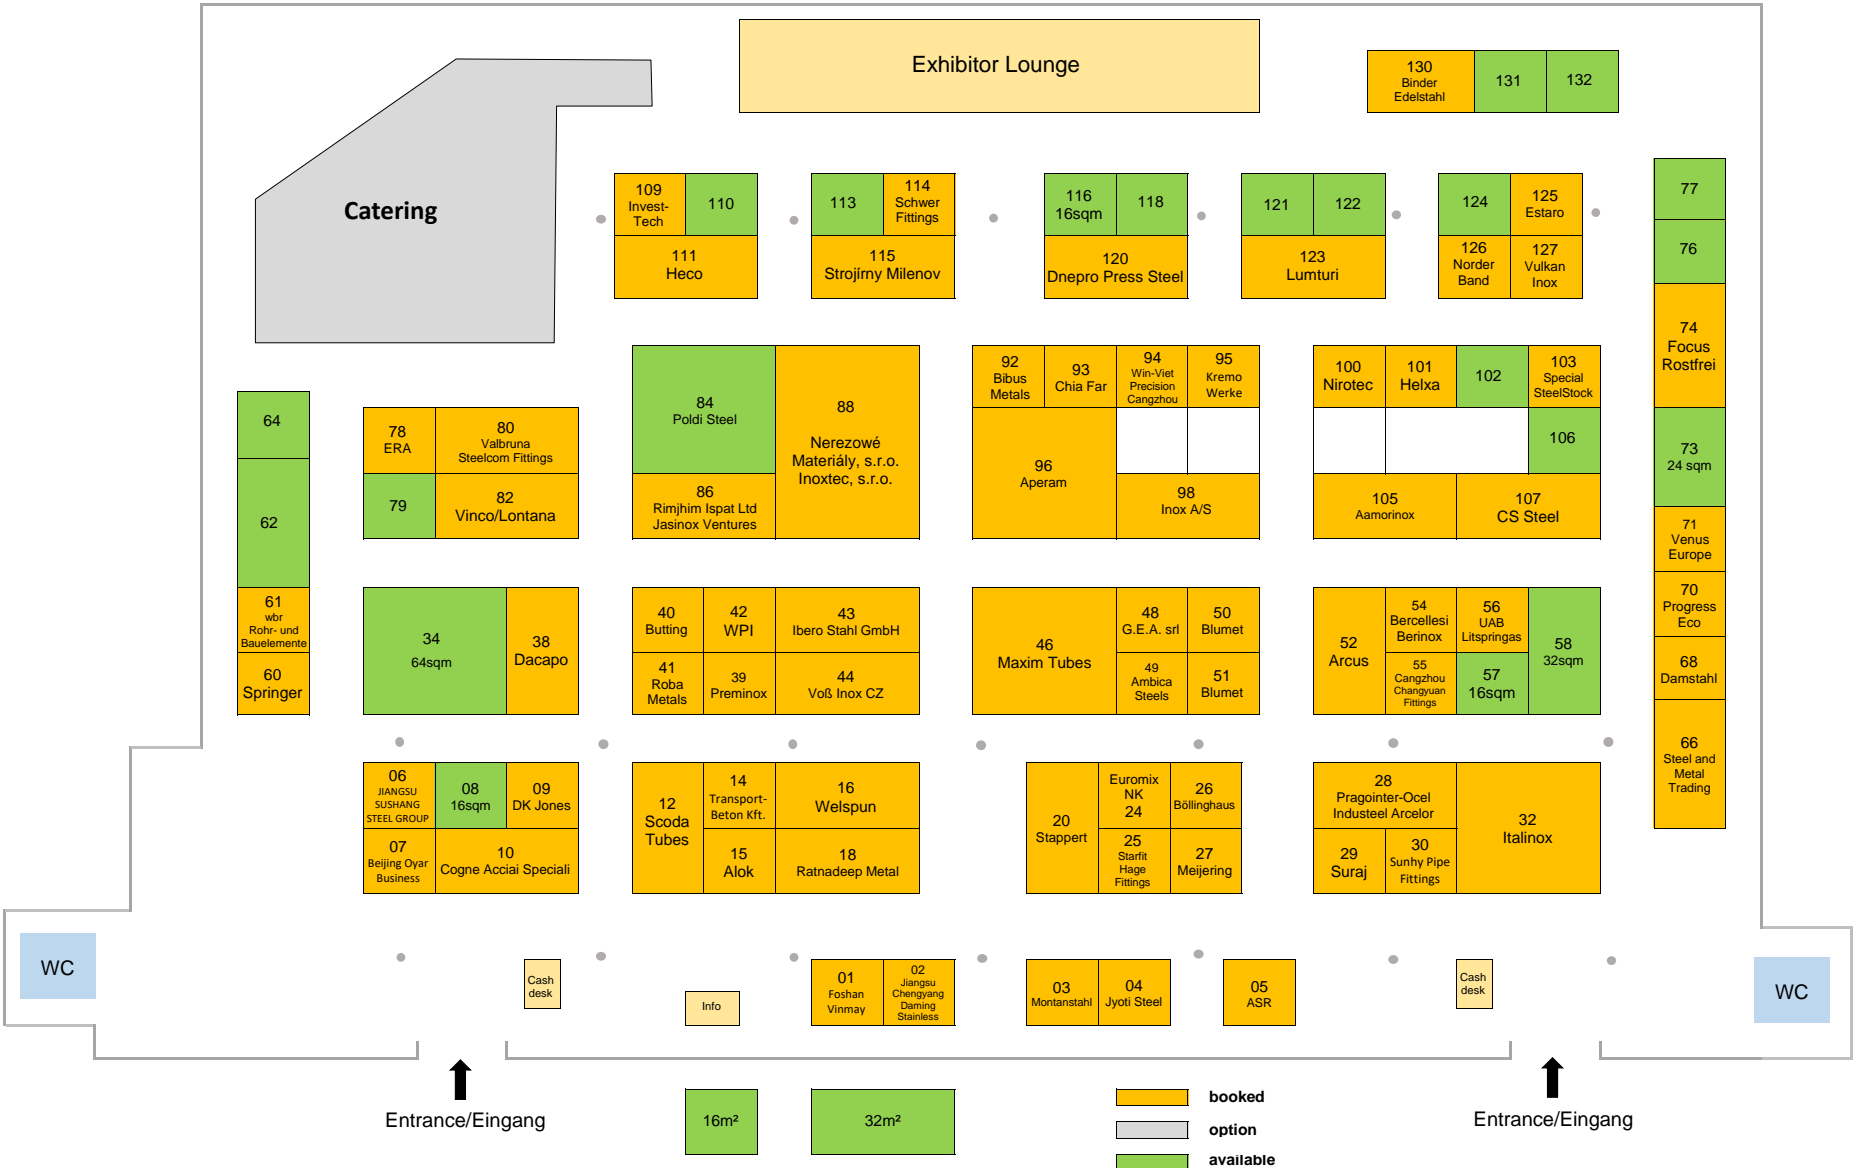 Exhibitor Lounge
130
Binder
Edelstahl
131
132
Catering
109
Invest-
Tech
110
111
Heco
113
114
Schwer
Fittings
115
Strojírny Milenov
116
16sqm
118
120
Dnepro Press Steel
121
122
123
Lumturi
124
125
Estaro
126
Norder
Band
127
Vulkan
Inox
77
76
74
Focus
Rostfrei
73
24 sqm
71
Venus
Europe
70
Progress
Eco
68
Damstahl
66
Steel and
Metal
Trading
64
62
61
wbr
Rohr- und
Bauelemente
60
Springer
78
ERA
80
Valbruna
Steelcom Fittings
79
82
Vinco/Lontana
84
Poldi Steel
86
Rimjhim Ispat Ltd
Jasinox Ventures
88
Nerezowé
Materiály, s.r.o.
Inoxtec, s.r.o.
92
Bibus
Metals
93
Chia Far
94
Win-Viet
Precision
Cangzhou
95
Kremo
Werke
96
Aperam
98
Inox A/S
100
Nirotec
101
Helxa
102
103
Special
SteelStock
106
105
Aamorinox
107
CS Steel
34
64sqm
38
Dacapo
40
Butting
42
WPI
43
Ibero Stahl GmbH
41
Roba
Metals
39
Preminox
44
Voß Inox CZ
46
Maxim Tubes
48
G.E.A. srl
50
Blumet
49
Ambica
Steels
51
Blumet
52
Arcus
54
Bercellesi
Berinox
56
UAB
Litspringas
55
Cangzhou
Changyuan
Fittings
57
16sqm
58
32sqm
06
JIANGSU
SUSHANG
STEEL GROUP
08
16sqm
09
DK Jones
07
Beijing Oyar
Business
10
Cogne Acciai Speciali
12
Scoda
Tubes
14
Transport-
Beton Kft.
16
Welspun
15
Alok
18
Ratnadeep Metal
20
Stappert
Euromix
NK
24
26
Böllinghaus
25
Starfit
Hage
Fittings
27
Meijering
28
Pragointer-Ocel
Industeel Arcelor
29
Suraj
30
Sunhy Pipe
Fittings
32
Italinox
WC
Cash
desk
Info
01
Foshan
Vinmay
02
Jiangsu
Chengyang
Daming
Stainless
03
Montanstahl
04
Jyoti Steel
05
ASR
Cash
desk
WC
Entrance/Eingang
16m²
32m²
booked
option
available
Entrance/Eingang